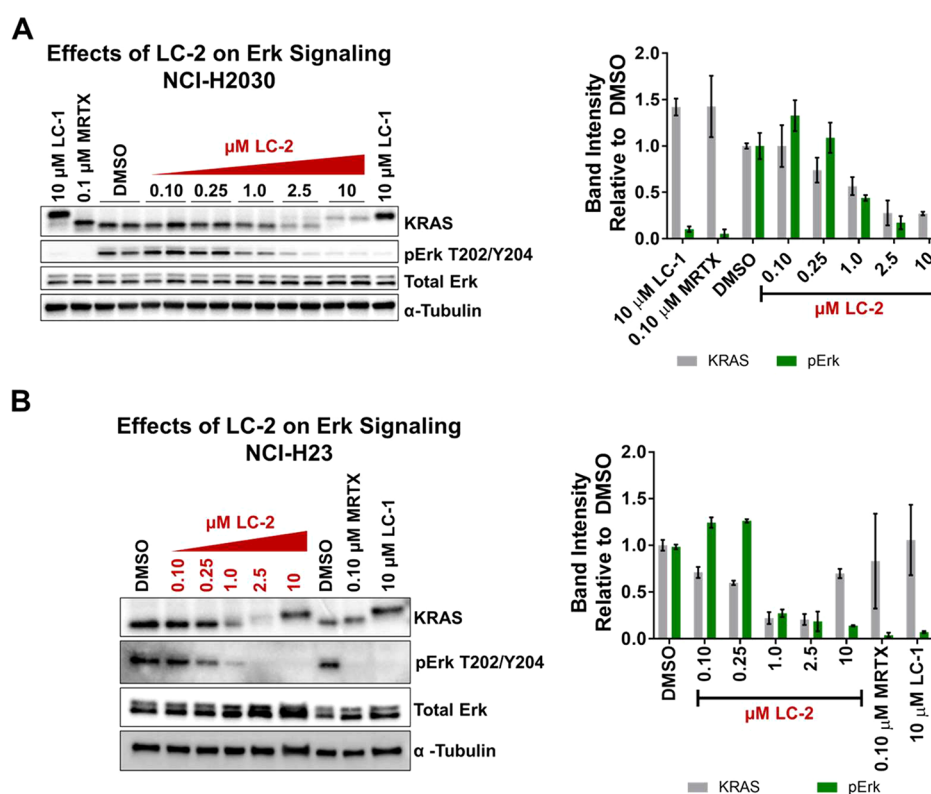 A
Effects of LC-2 on Erk Signaling
NCI-H2030
10 µM LC-1
0.1 µM MRTX
DMSO
µM LC-2
0.10 0.25 1.0 2.5 10
10 µM LC-1
KRAS
pErk T202/Y204
Total Erk
α-Tubulin
Band Intensity
Relative to DMSO
2.0
1.5
1.0
0.5
0.0
10 µM LC-1
0.10 µM MRTX
DMSO
0.10
0.25
1.0
2.5
10
µM LC-2
KRAS pErk
B
Effects of LC-2 on Erk Signaling
NCI-H23
DMSO
µM LC-2
0.10
0.25
1.0
2.5
10
DMSO
0.10 µM MRTX
10 µM LC-1
KRAS
pErk T202/Y204
Total Erk
α -Tubulin
Band Intensity
Relative to DMSO
2.0
1.5
1.0
0.5
0.0
DMSO
0.10
0.25
1.0
2.5
10
0.10 µM MRTX
10 µM LC-1
µM LC-2
KRAS pErk